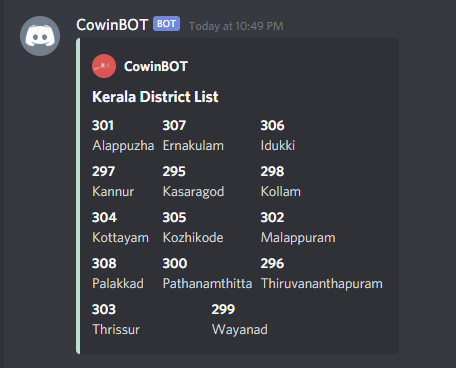 CowinBOT BOT Today at 10:49 PM
CowinBOT
Kerala District List
301 307 306
Alappuzha Ernakulam Idukki
297 295 298
Kannur Kasaragod Kollam
304 305 302
Kottayam Kozhikode Malappuram
308 300 296
Palakkad Pathanamthitta Thiruvananthapuram
303 299
Thrissur Wayanad